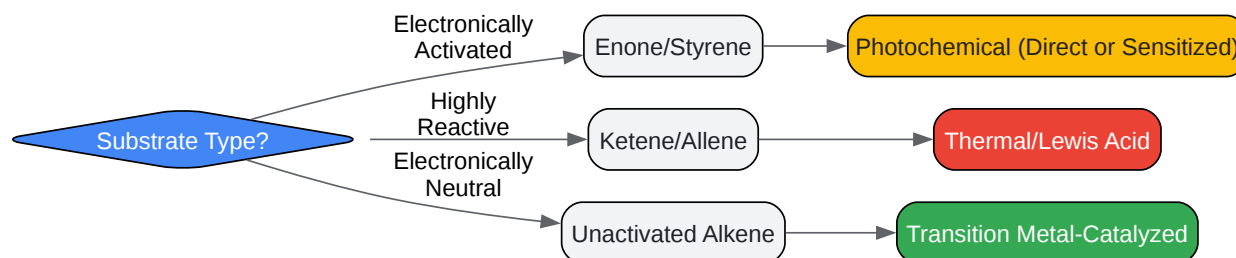 Substrate Type?
Electronically
Activated
Enone/Styrene
Photochemical (Direct or Sensitized)
Highly
Reactive
Ketene/Allene
Thermal/Lewis Acid
Electronically
Neutral
Unactivated Alkene
Transition Metal-Catalyzed